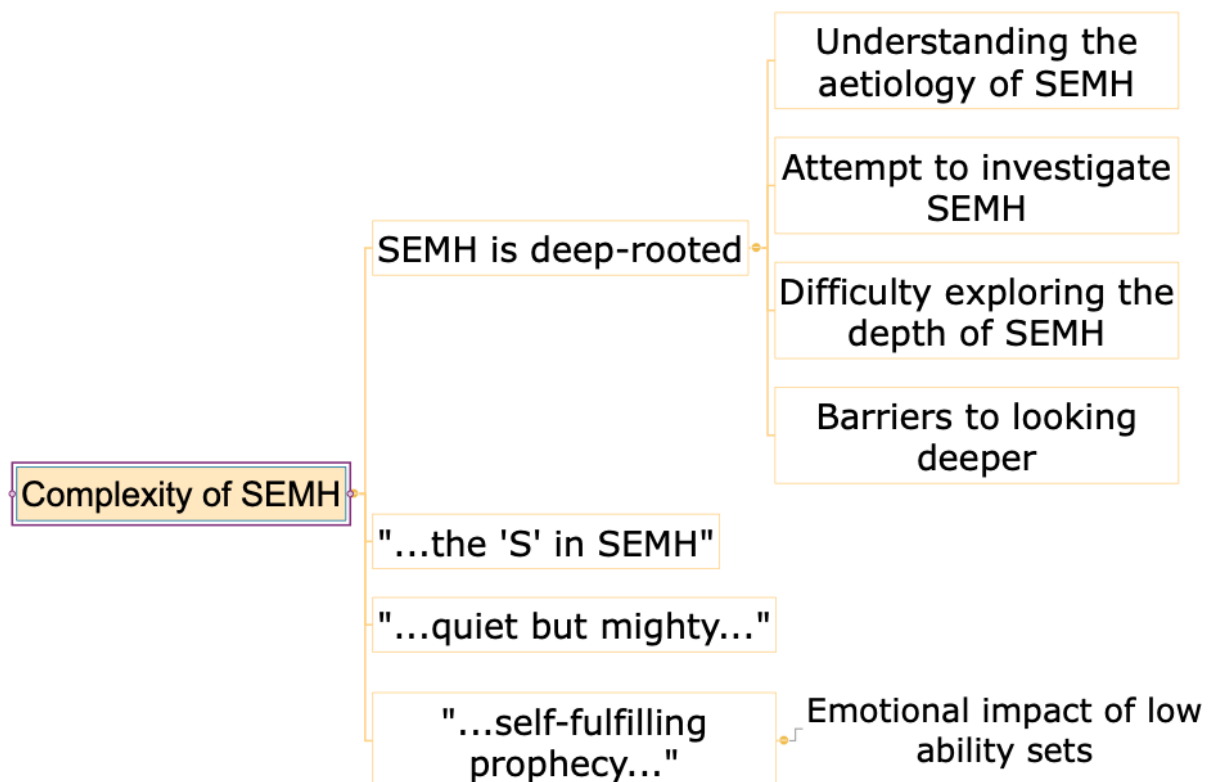 Understanding the
aetiology of SEMH
Attempt to investigate
SEMH
SEMH is deep-rooted
Difficulty exploring the
depth of SEMH
Barriers to looking
deeper
Complexity of SEMH
"...the 'S' in SEMH"
"...quiet but mighty..."
"...self-fulfilling
prophecy..."
Emotional impact of low
ability sets